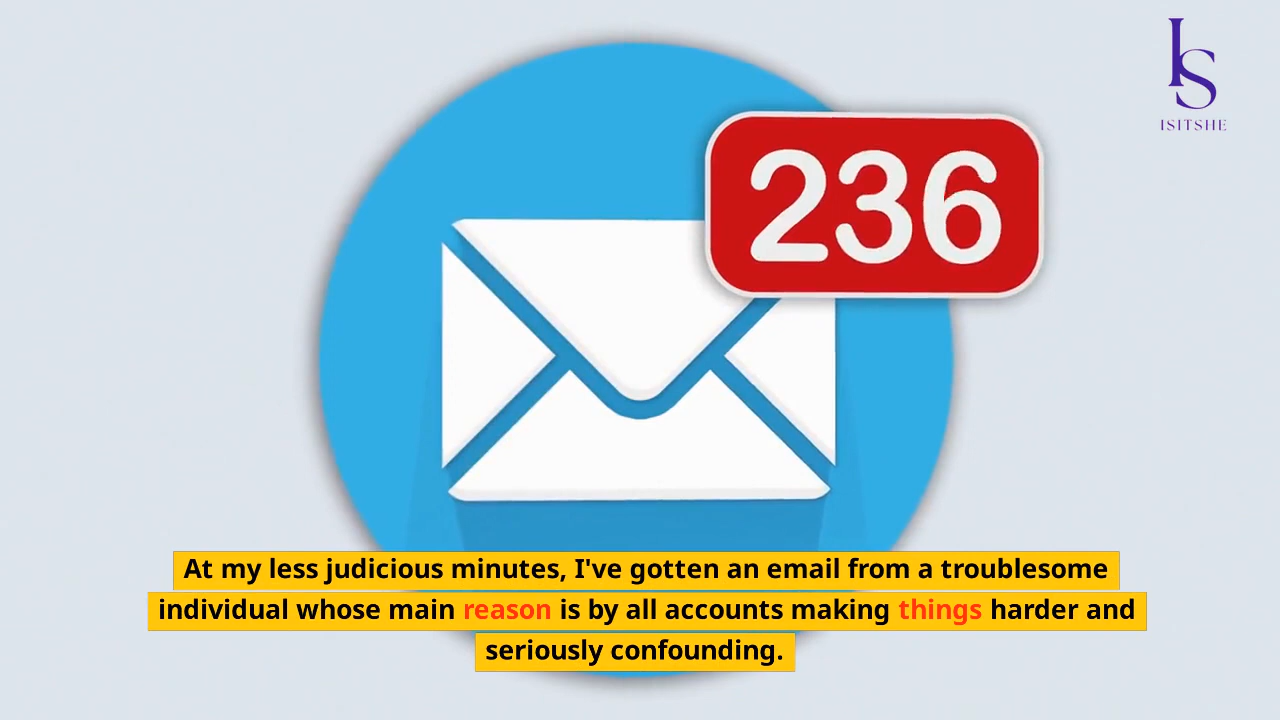 IS
ISITSHE
236
At my less judicious minutes, I've gotten an email from a troublesome
individual whose main reason is by all accounts making things harder and
seriously confounding.